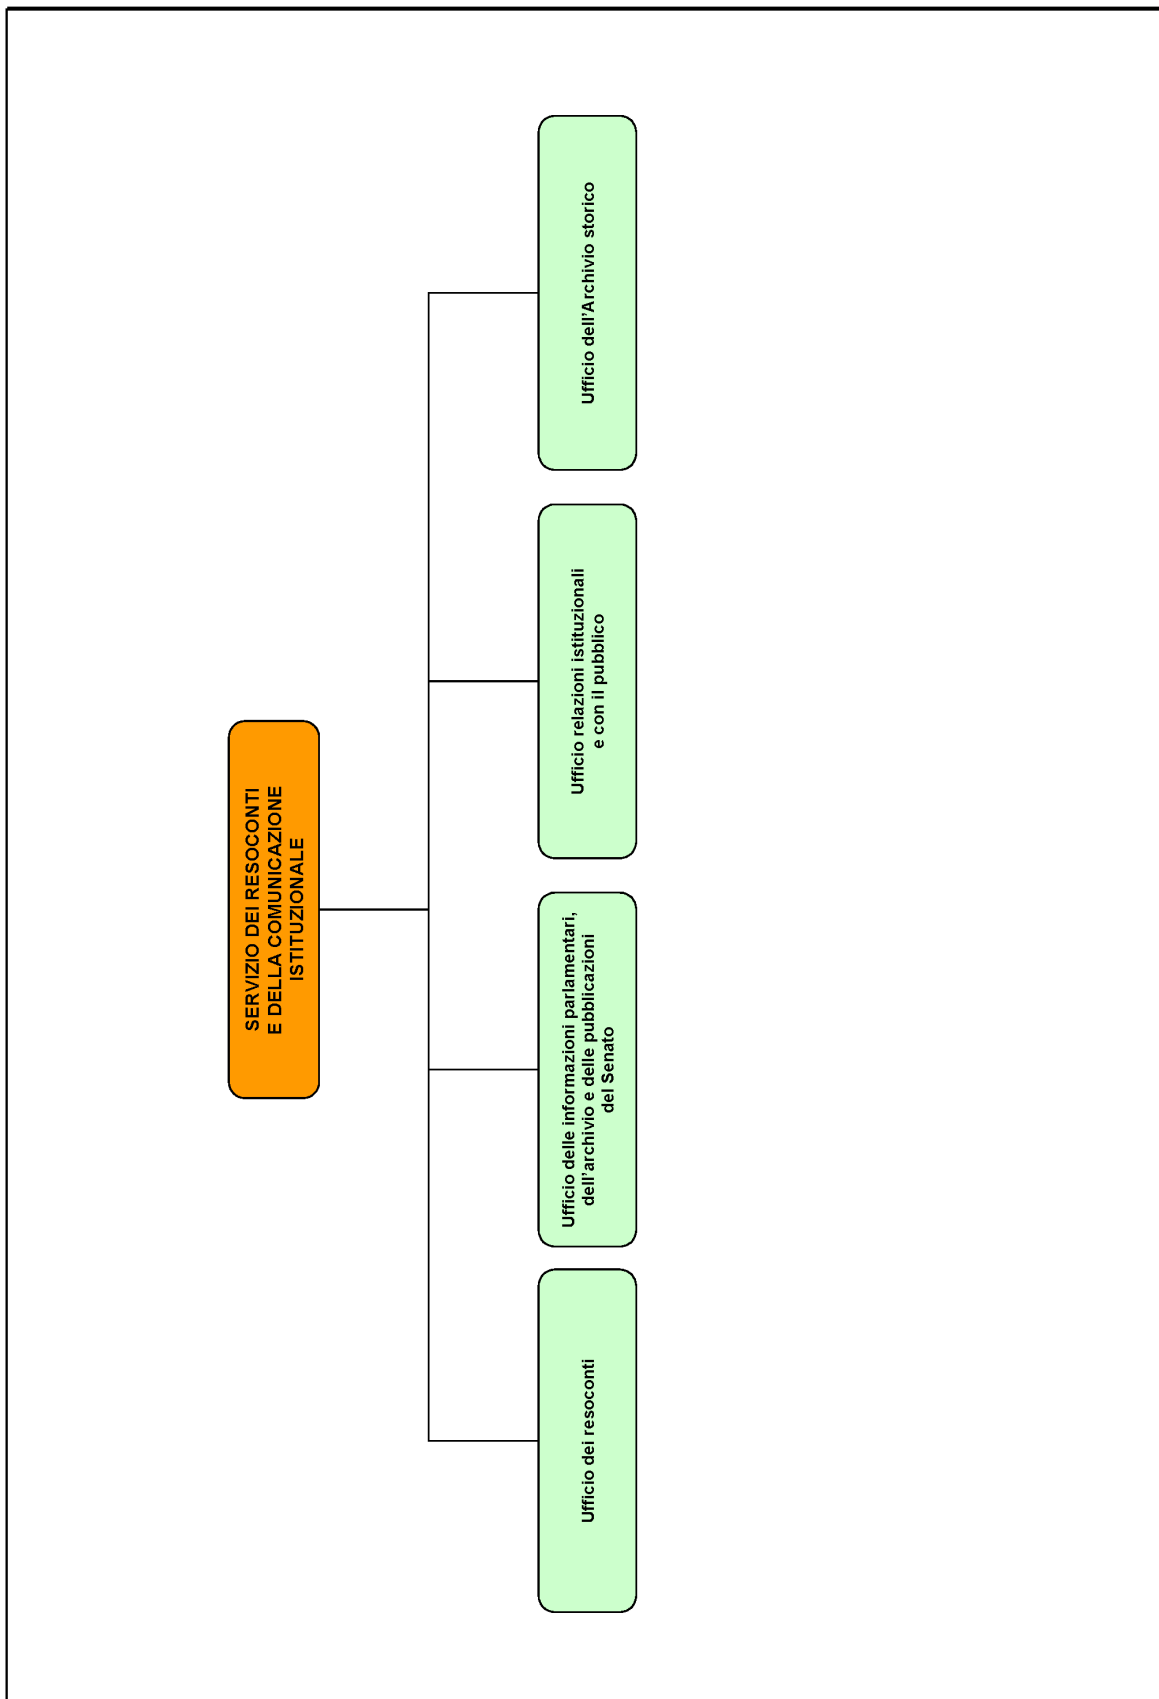 SERVIZIO DEI RESOCONTI
E DELLA COMUNICAZIONE
ISTITUZIONALE
Ufficio dei resoconti
Ufficio delle informazioni parlamentari,
dell'archivio e delle pubblicazioni
del Senato
Ufficio relazioni istituzionali
e con il pubblico
Ufficio dell'Archivio storico